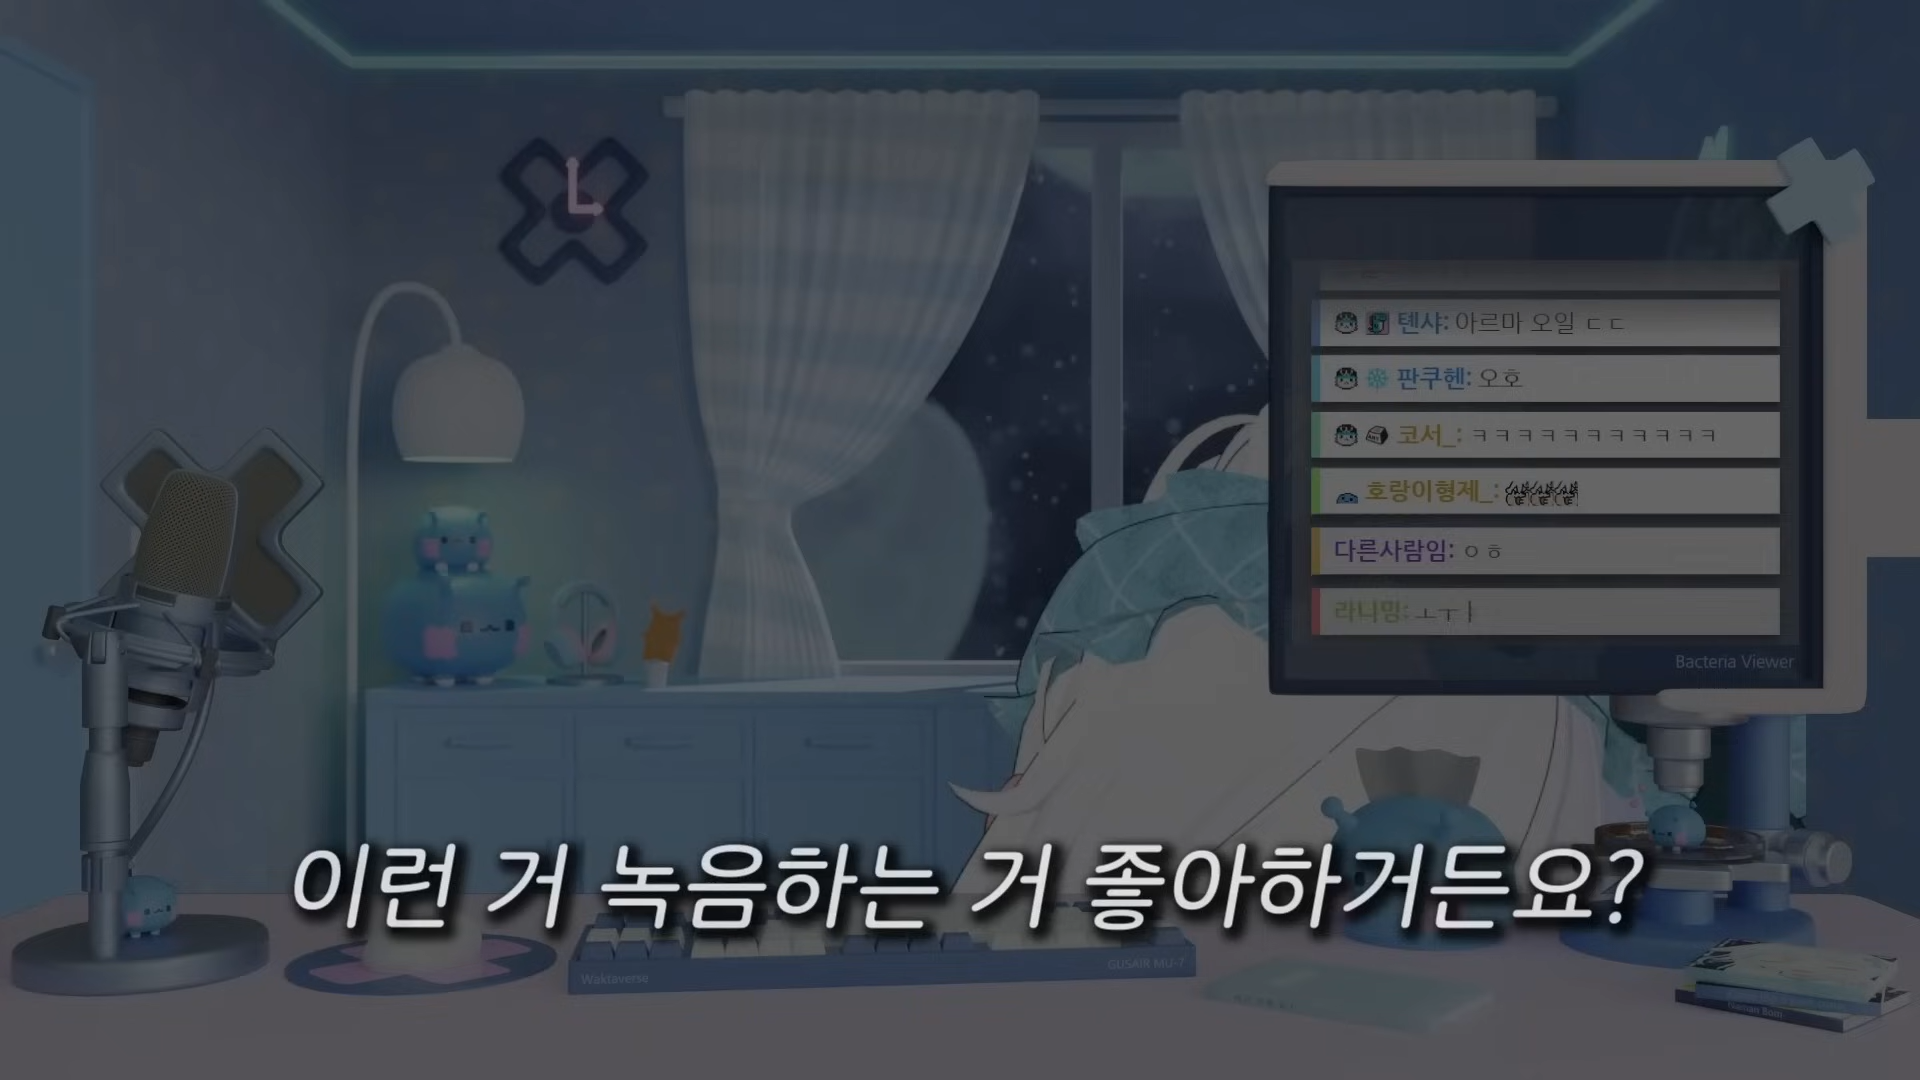 텐샤: 아르마 오일 ㄷㄷ
판쿠헨: 오호
코서_: ㅋㅋㅋㅋㅋㅋㅋㅋㅋㅋㅋ
호랑이형제_:
다른사람임: ㅇㅎ
라니밍: ㅗㅜㅑ
Bacteria Viewer
이런 거 녹음하는 거 좋아하거든요?
Waktaverse
GUSAIR MU-7